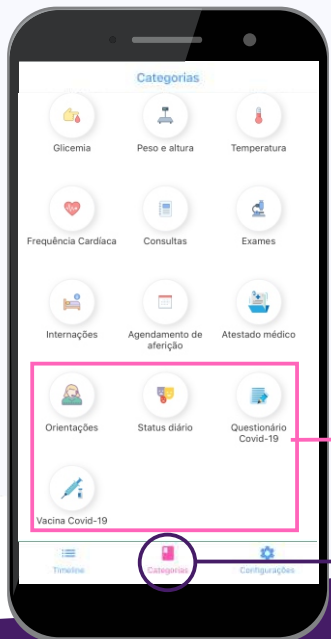 Categorias
Glicemia
Peso e altura
Temperatura
Frequência Cardíaca
Consultas
Exames
Internações
Agendamento de
aferição
Atestado médico
Orientações
Status diário
Questionário
Covid-19
Vacina Covid-19
Timeline
Categorias
Configurações